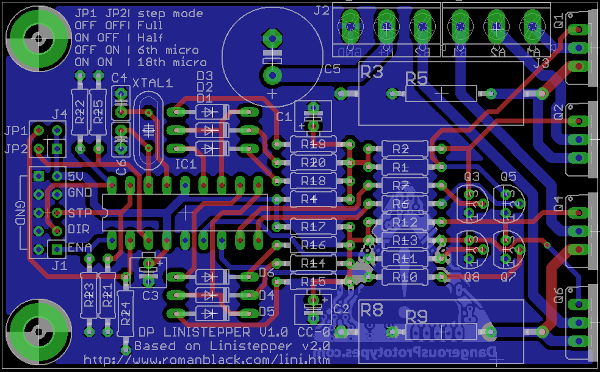 JP1 JP2| step mode
OFF OFF| Full
ON OFF| Half
OFF ON | 6th micro
ON ON | 18th micro
J2
J3
C5
R3
R5
Q1
Q2
Q4
Q6
C4
XTAL1
D3
D2
D1
R22
R25
C6
IC1
C1
J4
JP1
JP2
R19
R20
R18
R4
R2
R1
R7
R6
R12
R13
R11
R10
R17
R16
R14
R15
Q3
Q5
Q8
Q7
5V
GND
STP
DIR
ENA
GND
J1
R23
R21
C3
D6
D4
D5
C2
R8
R9
DP LINISTEPPER V1.0 CC-0
Based on Linistepper v2.0
http://www.romanblack.com/lini.htm
DangerousPrototypes.com